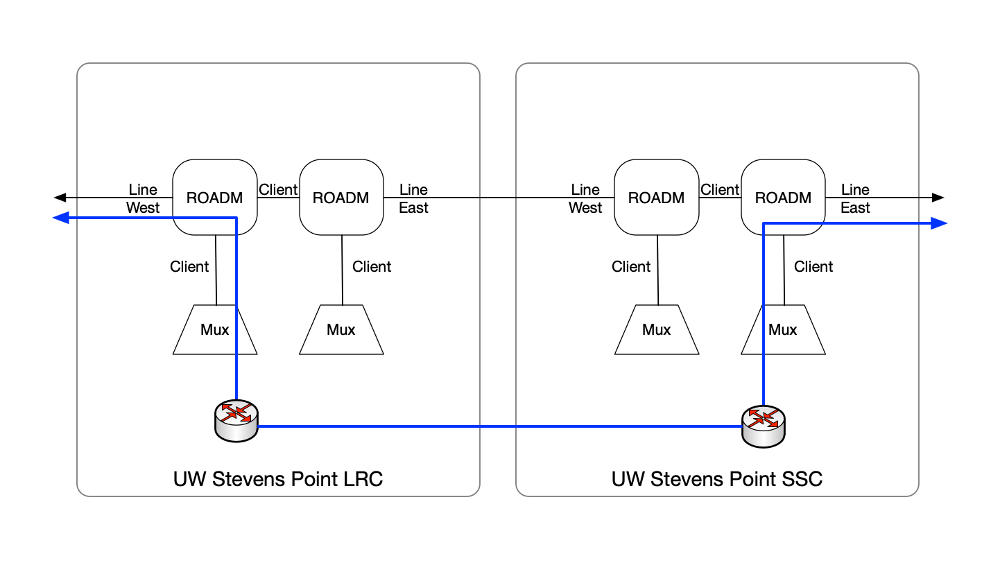 Line
West
ROADM
Client
ROADM
Line
East
Line
West
ROADM
Client
ROADM
Line
East
Client
Client
Client
Client
Mux
Mux
Mux
Mux
UW Stevens Point LRC
UW Stevens Point SSC